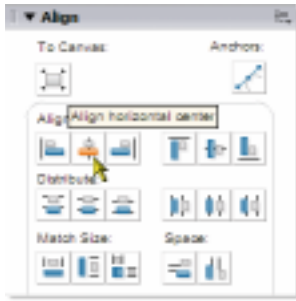 Align
To Canvas: Anchors:
Align horizontal center
Distribute:
Match Size: Space: